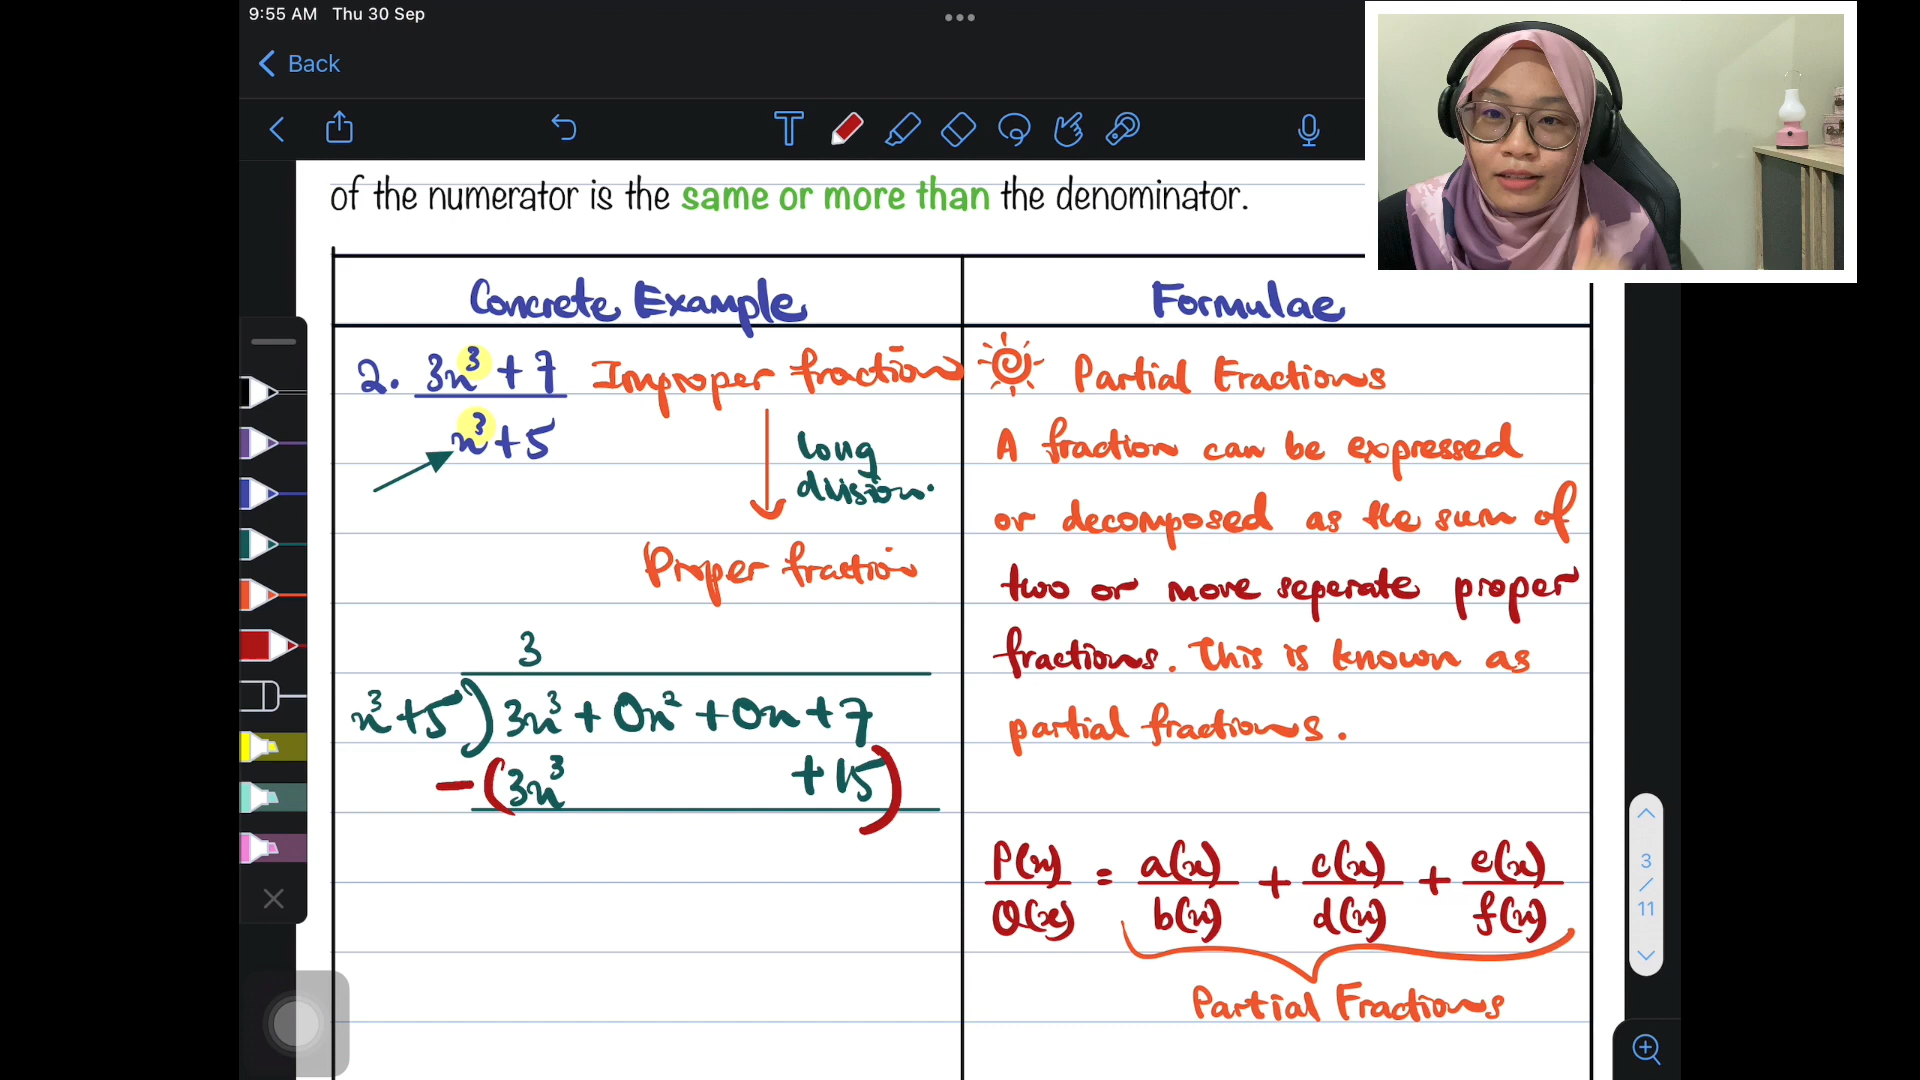 9:55 AM Thu 30 Sep
Back
of the numerator is the same or more than the denominator.
Concrete Example
Formulae
2. 3x³ + 7
x³ + 5
Improper fraction
long
division.
Proper fraction
3
x³ + 5 ) 3x³ + 0x² + 0x + 7
- (3x³ + 15)
Partial Fractions
A fraction can be expressed
or decomposed as the sum of
two or more seperate proper
fractions. This is known as
partial fractions.
P(x) = a(x) + c(x) + e(x)
Q(x) b(x) d(x) f(x)
Partial Fractions
3
/
11